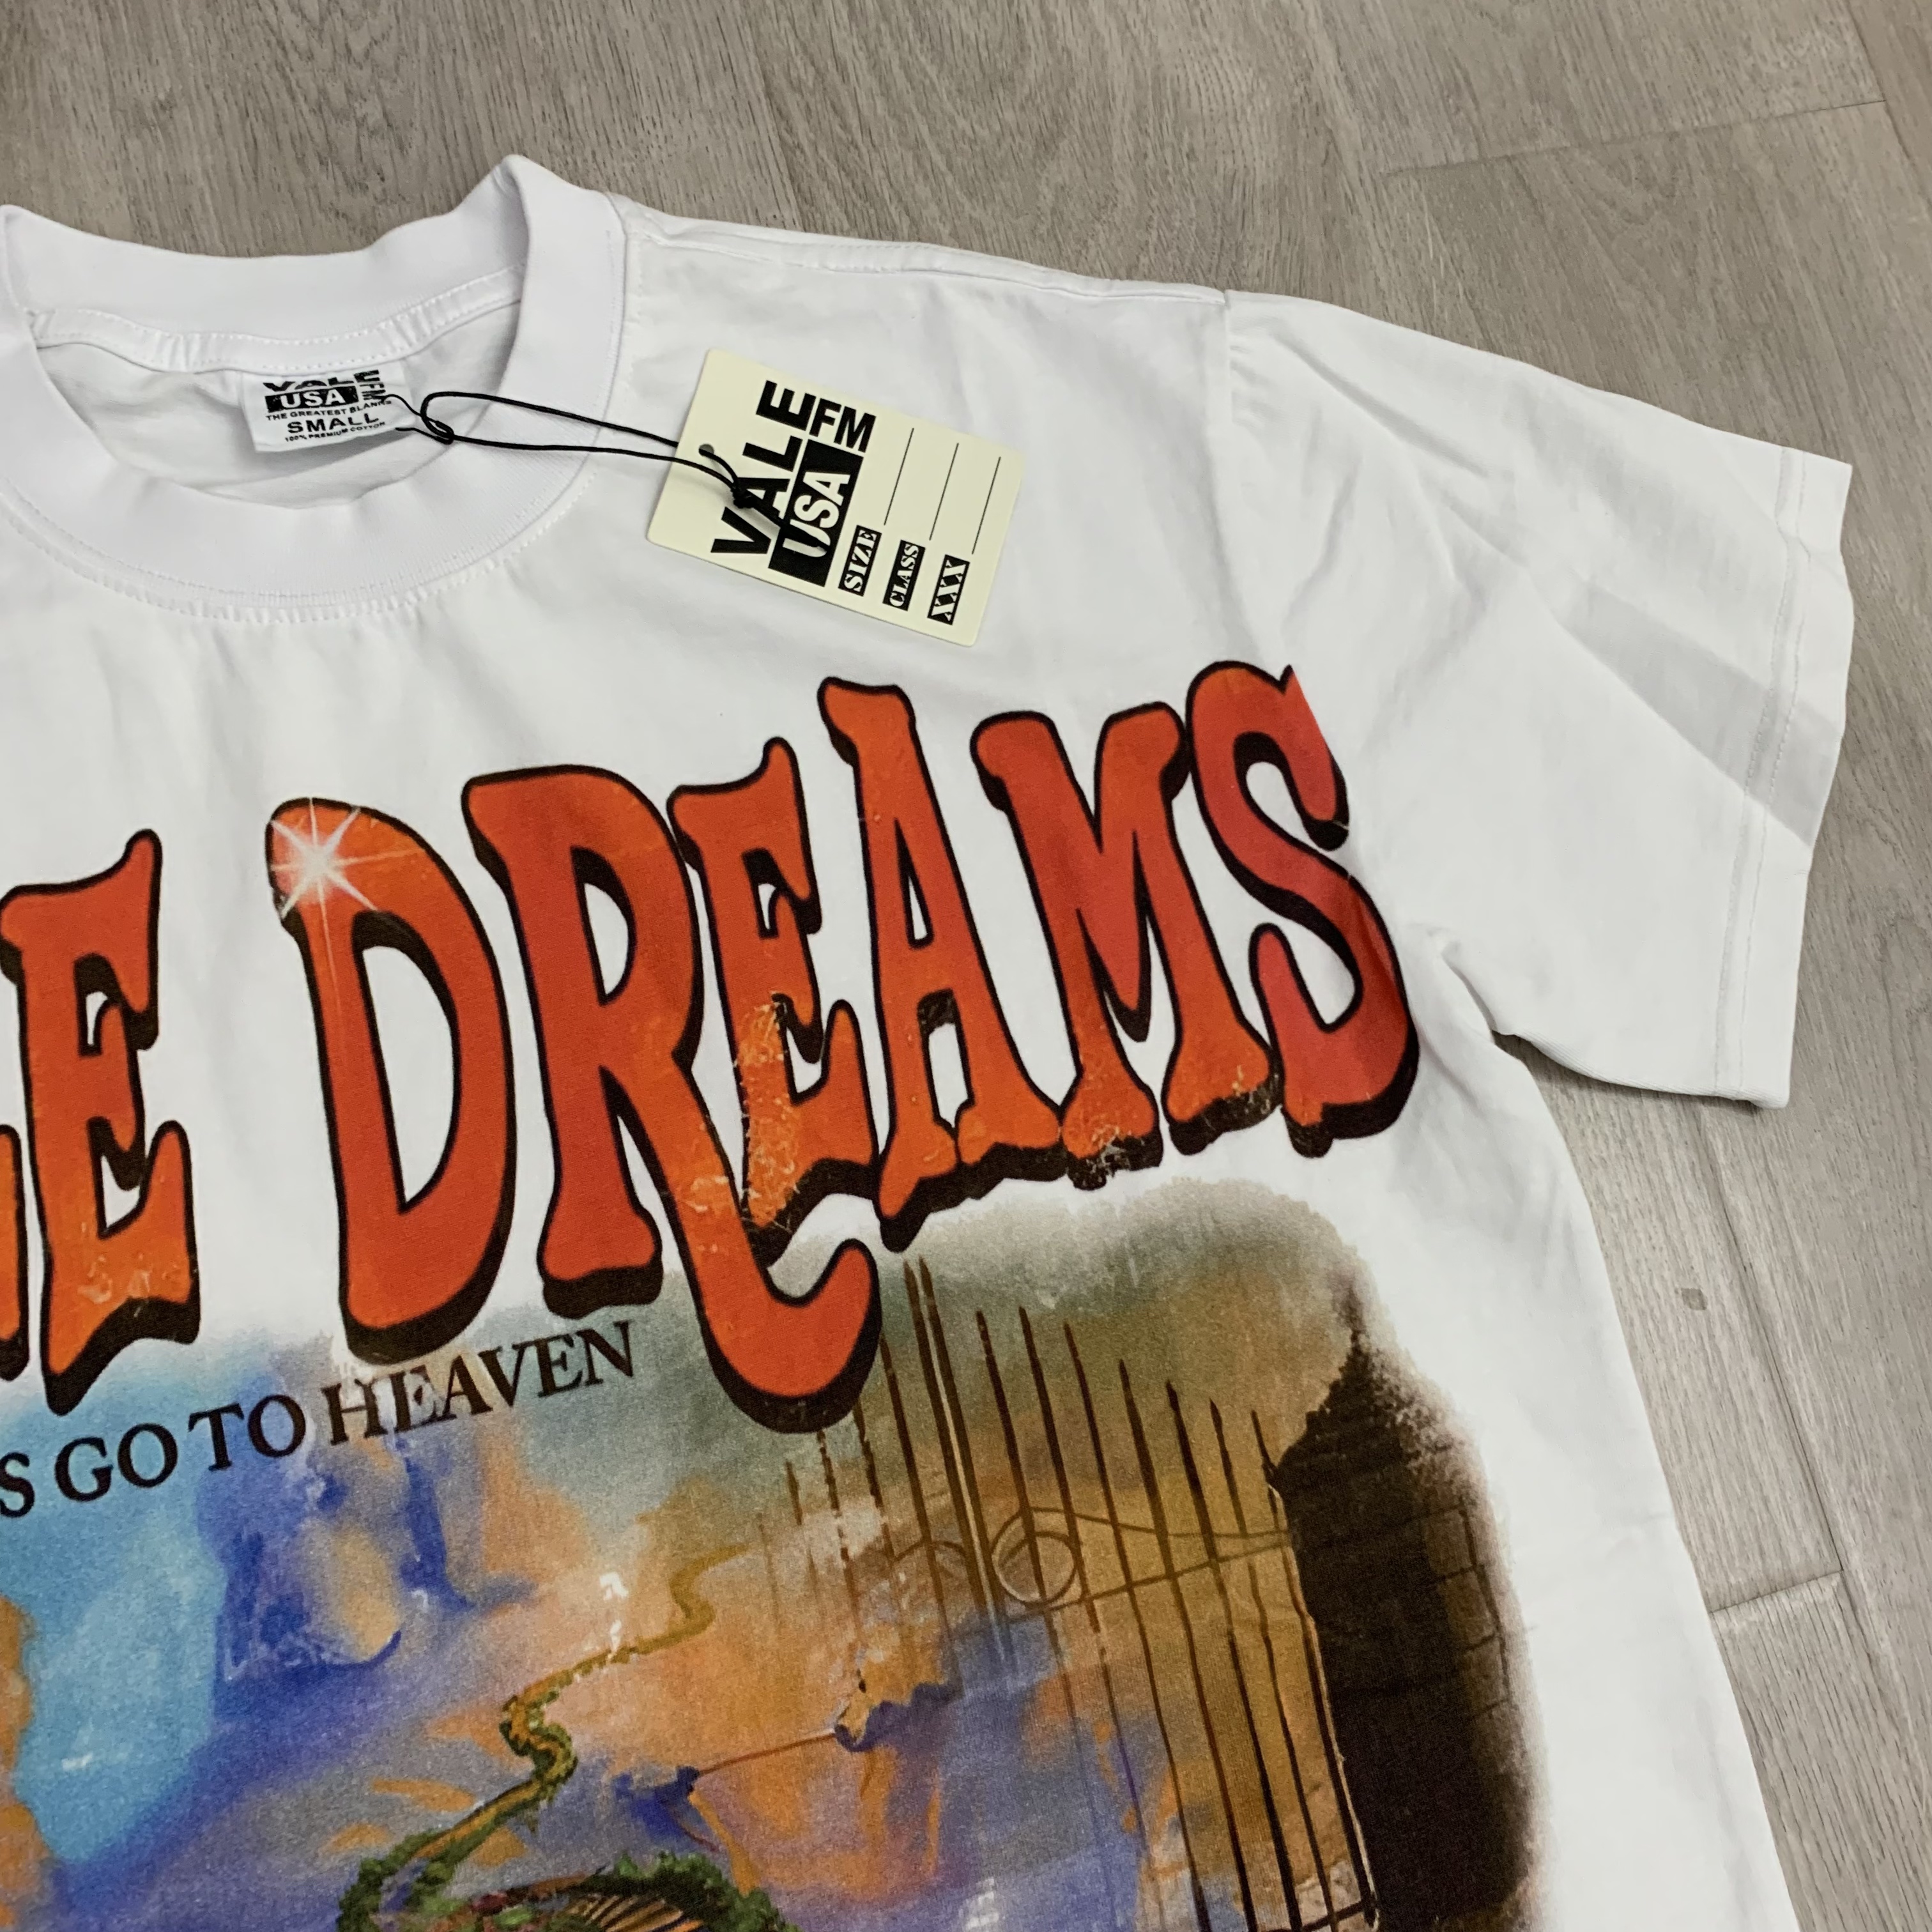 VALE FM
USA
THE GREATEST BLANK
SMALL
100% PREMIUM COTTON
VALE FM
USA
SIZE
CLASS
XXX
E DREAMS
S GO TO HEAVEN